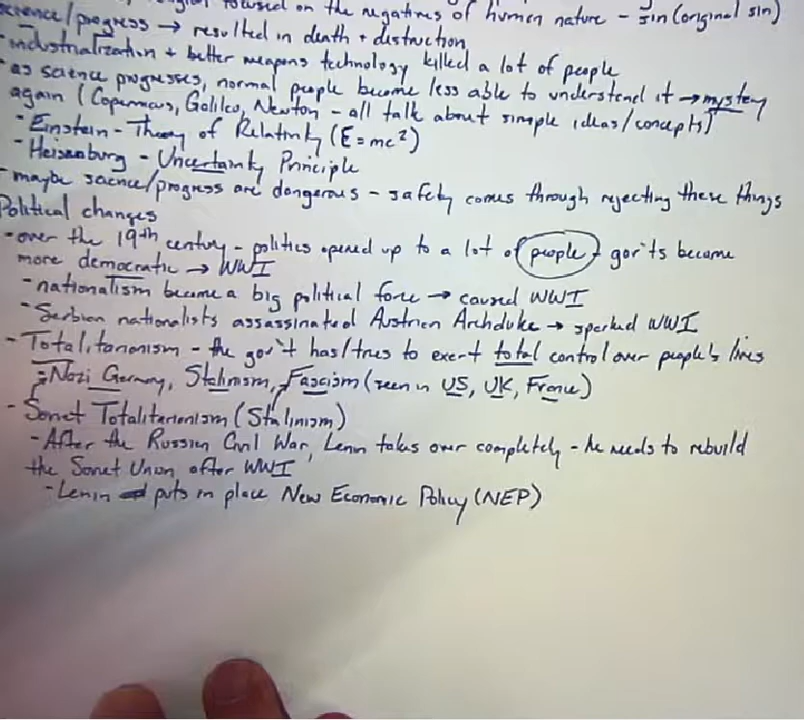 focused on the negatives of human nature - sin (original sin)
science/progress → resulted in death + distruction
- industrialization + better weapons technology killed a lot of people
- as science progresses, normal people become less able to understand it → mystery
again (Copernicus, Galileo, Newton - all talk about simple ideas/concepts)
- Einstein - Theory of Relativity (E=mc²)
- Heisenburg - Uncertainty Principle
- maybe science/progress are dangerous - safety comes through rejecting these things
Political changes
- over the 19th century - politics opened up to a lot of people + gov'ts become
more democratic → WWI
- nationalism became a big political force → caused WWI
- Serbian nationalists assassinated Austrian Archduke → sparked WWI
- Totalitarianism - the gov't has/tries to exert total control over people's lives
- Nazi Germany, Stalinism, Fascism (seen in US, UK, France)
- Soviet Totalitarianism (Stalinism)
- After the Russian Civil War, Lenin takes over completely - he needs to rebuild
the Soviet Union after WWI
- Lenin puts in place New Economic Policy (NEP)